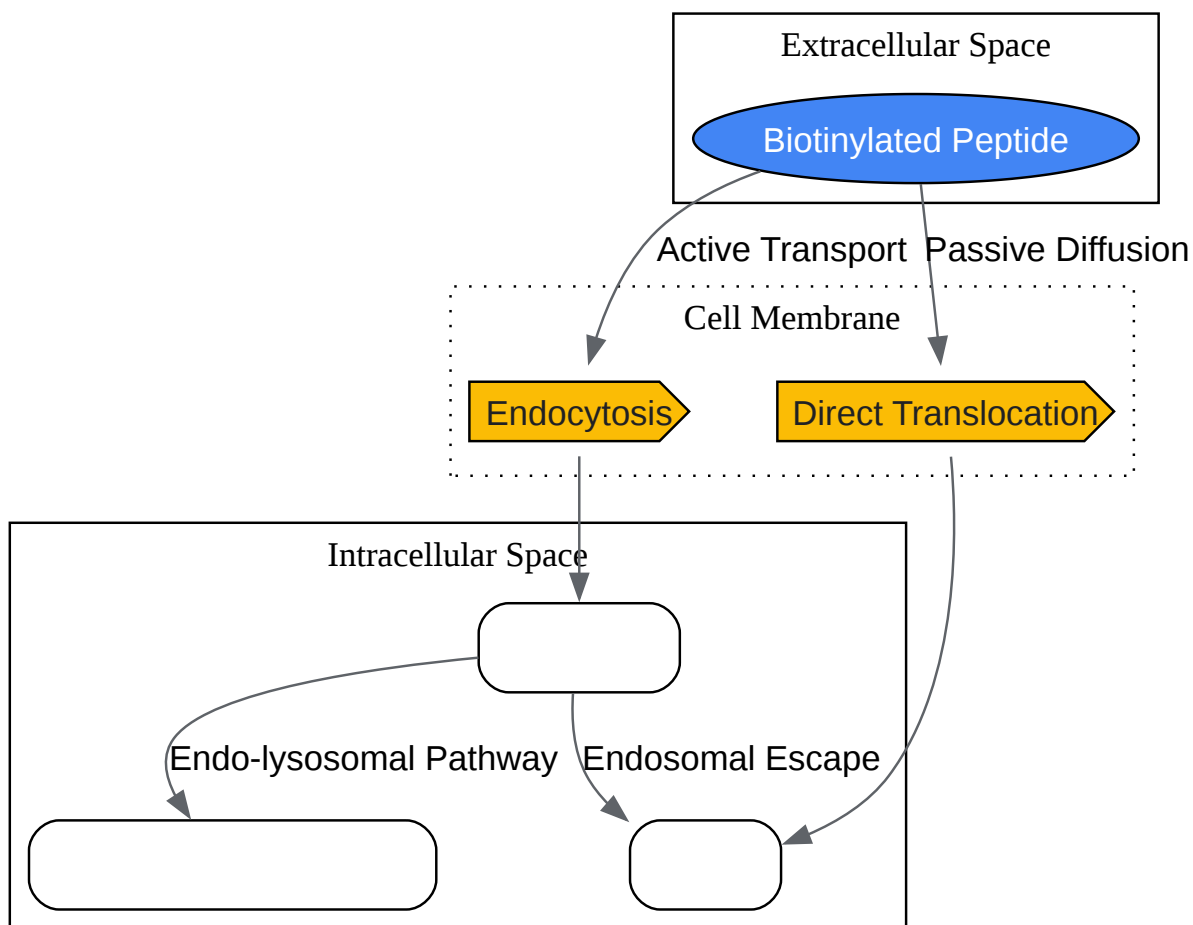 Extracellular Space
Biotinylated Peptide
Active Transport
Passive Diffusion
Cell Membrane
Endocytosis
Direct Translocation
Intracellular Space
Endo-lysosomal Pathway
Endosomal Escape